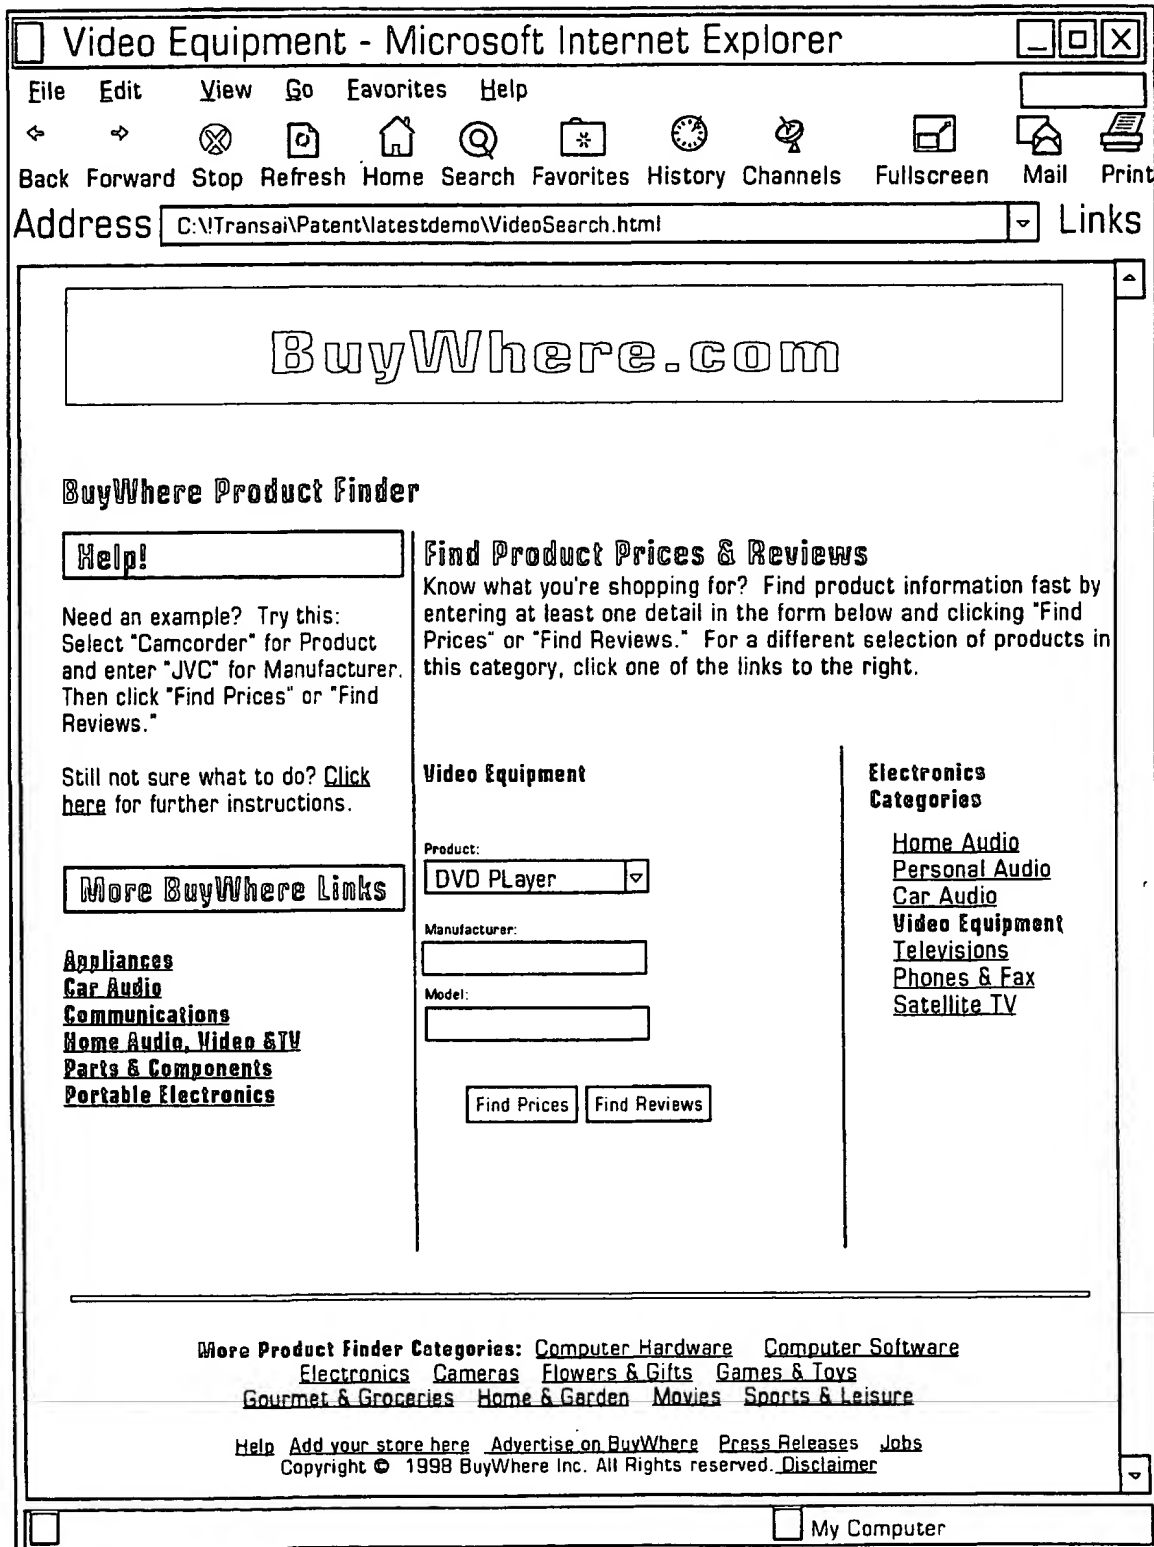 Video Equipment - Microsoft Internet Explorer
File Edit View Go Favorites Help
Back Forward Stop Refresh Home Search Favorites History Channels Fullscreen Mail Print
Address C:\!Transai\Patent\latestdemo\VideoSearch.html Links
BuyWhere.com
BuyWhere Product Finder
Help!
Need an example? Try this:
Select "Camcorder" for Product
and enter "JVC" for Manufacturer.
Then click "Find Prices" or "Find
Reviews."
Still not sure what to do? Click
here for further instructions.
More BuyWhere Links
Appliances
Car Audio
Communications
Home Audio, Video &TV
Parts & Components
Portable Electronics
Find Product Prices & Reviews
Know what you're shopping for? Find product information fast by
entering at least one detail in the form below and clicking "Find
Prices" or "Find Reviews." For a different selection of products in
this category, click one of the links to the right.
Video Equipment
Product:
DVD PLayer
Manufacturer:
Model:
Find Prices Find Reviews
Electronics
Categories
Home Audio
Personal Audio
Car Audio
Video Equipment
Televisions
Phones & Fax
Satellite TV
More Product Finder Categories: Computer Hardware Computer Software
Electronics Cameras Flowers & Gifts Games & Toys
Gourmet & Groceries Home & Garden Movies Sports & Leisure
Help Add your store here Advertise on BuyWhere Press Releases Jobs
Copyright © 1998 BuyWhere Inc. All Rights reserved. Disclaimer
My Computer